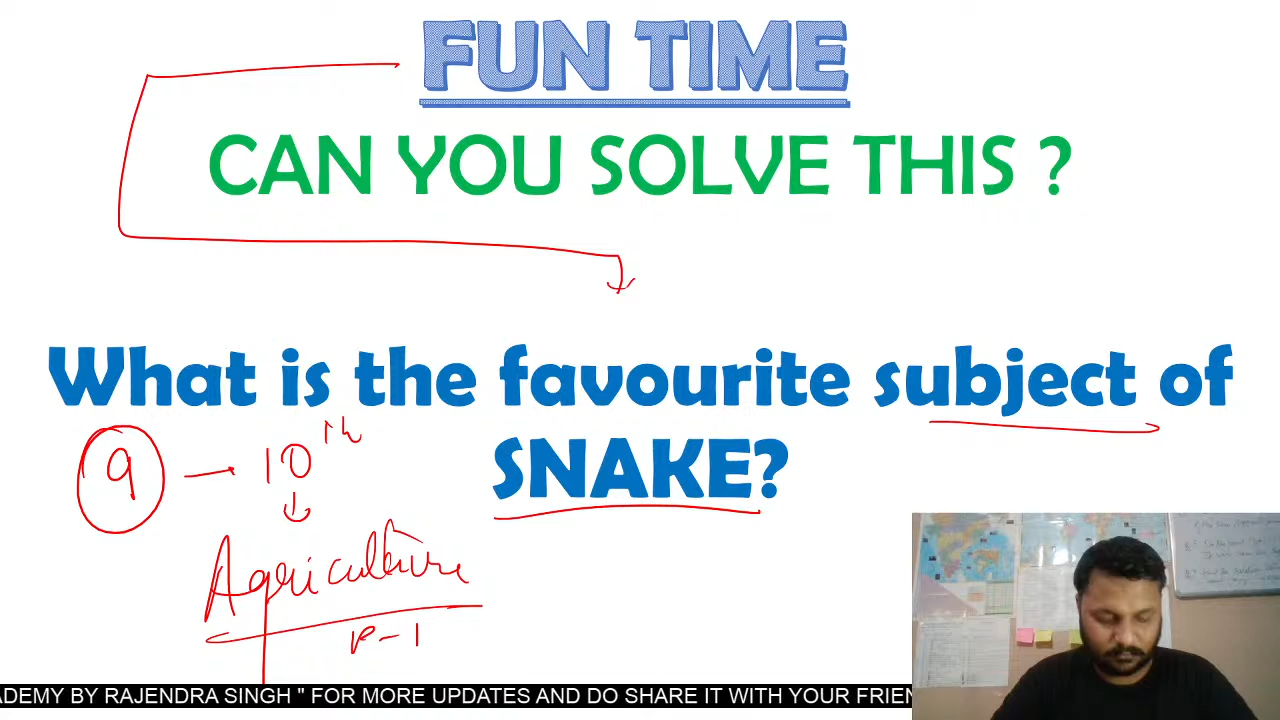 FUN TIME
CAN YOU SOLVE THIS ?
What is the favourite subject of
SNAKE?
9 → 10th
Agriculture
P-1
ADEMY BY RAJENDRA SINGH " FOR MORE UPDATES AND DO SHARE IT WITH YOUR FRIEN